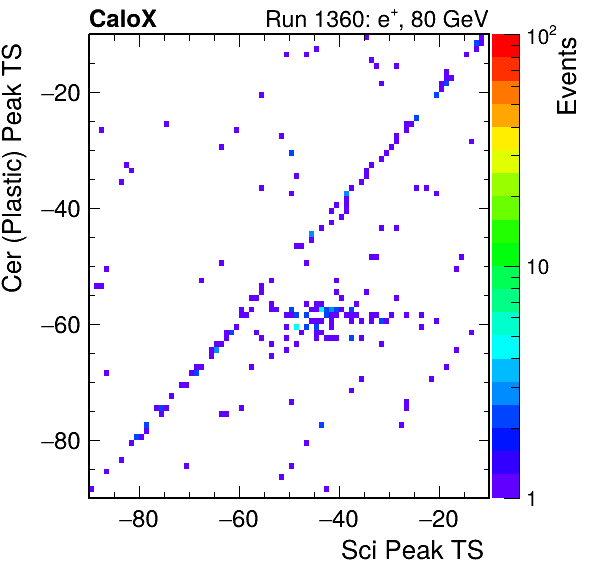 CaloX Run 1360: e⁺, 80 GeV
Cer (Plastic) Peak TS
−20
−40
−60
−80
−80 −60 −40 −20
Sci Peak TS
10²
10
1
Events